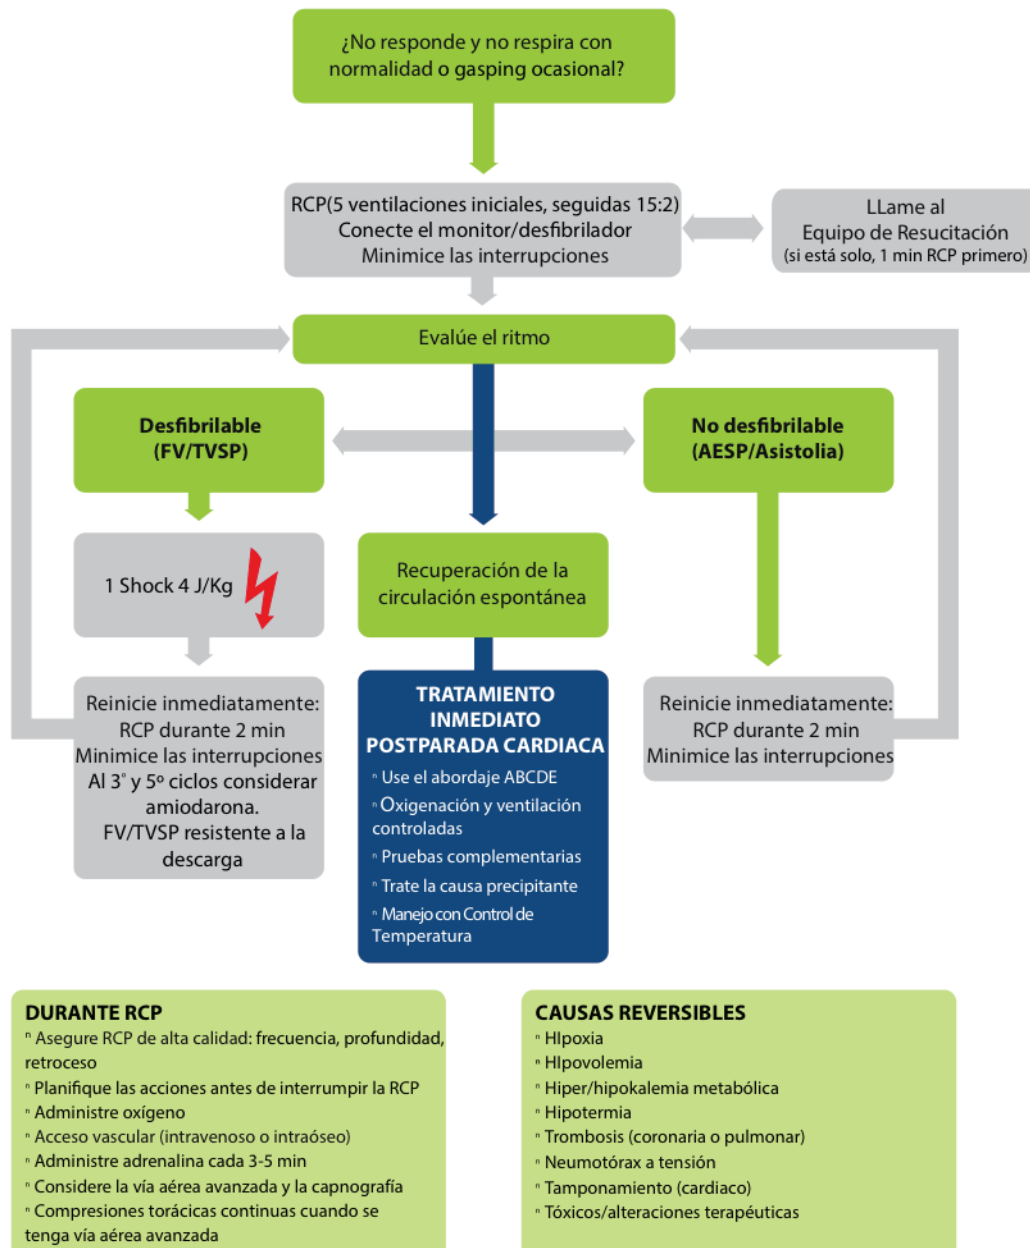 ¿No responde y no respira con
normalidad o gasping ocasional?
RCP(5 ventilaciones iniciales, seguidas 15:2)
Conecte el monitor/desfibrilador
Minimice las interrupciones
LLame al
Equipo de Resucitación
(si está solo, 1 min RCP primero)
Evalúe el ritmo
Desfibrilable
(FV/TVSP)
No desfibrilable
(AESP/Asistolia)
1 Shock 4 J/Kg
Recuperación de la
circulación espontánea
Reinicie inmediatamente:
RCP durante 2 min
Minimice las interrupciones
Al 3° y 5º ciclos considerar
amiodarona.
FV/TVSP resistente a la
descarga
TRATAMIENTO
INMEDIATO
POSTPARADA CARDIACA
ⁿ Use el abordaje ABCDE
ⁿ Oxigenación y ventilación
controladas
ⁿ Pruebas complementarias
ⁿ Trate la causa precipitante
ⁿ Manejo con Control de
Temperatura
Reinicie inmediatamente:
RCP durante 2 min
Minimice las interrupciones
DURANTE RCP
ⁿ Asegure RCP de alta calidad: frecuencia, profundidad,
retroceso
ⁿ Planifique las acciones antes de interrumpir la RCP
ⁿ Administre oxígeno
ⁿ Acceso vascular (intravenoso o intraóseo)
ⁿ Administre adrenalina cada 3-5 min
ⁿ Considere la vía aérea avanzada y la capnografía
ⁿ Compresiones torácicas continuas cuando se
tenga vía aérea avanzada
CAUSAS REVERSIBLES
ⁿ HIpoxia
ⁿ HIpovolemia
ⁿ Hiper/hipokalemia metabólica
ⁿ Hipotermia
ⁿ Trombosis (coronaria o pulmonar)
ⁿ Neumotórax a tensión
ⁿ Tamponamiento (cardiaco)
ⁿ Tóxicos/alteraciones terapéuticas